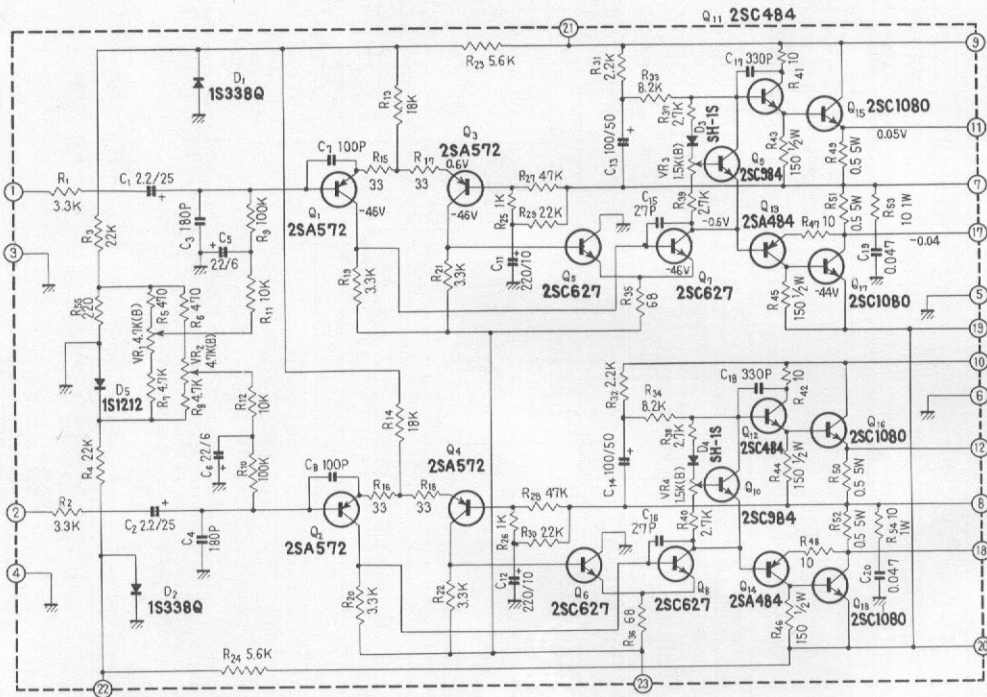 Q11 2SC484
21
9
R25 5.6K
R31 2.2K
C17 330P
R41 10
D1
1S338Q
R13 18K
R33 8.2K
R37 2.7K
D3 SH-1S
Q15
2SC1080
0.05V
11
C7 100P
R15
33
R17
33
Q3
2SA572
0.6V
C13 100/50
VR3 1.5K(B)
Q9
2SC984
R43
150 1/2W
R49
0.5 5W
1
R1
3.3K
C1 2.2/25
+
R3 22K
C3 180P
C5
22/6
R9 100K
Q1
2SA572
-46V
-46V
R27 47K
R25 1K
R29 22K
C15
27P
R39 2.7K
-0.6V
Q13
2SA484
R47 10
R51
0.5 5W
R53
10 1W
7
17
-0.04
3
R19 3.3K
R21 3.3K
C11
220/10
Q5
2SC627
-46V
Q7
2SC627
R35
68
R45
150 1/2W
-44V
Q17
2SC1080
C19
0.047
5
19
R55 220
R5 470
R6 470
R11 10K
VR1 4.7K(B)
VR2
4.7K(B)
R7 4.7K
R8 4.7K
D5
1S1212
R12 10K
R14 18K
R32 2.2K
R34
8.2K
R38 2.7K
D4 SH-1S
C18 330P
R42 10
10
6
R4 22K
C6 22/6
R10 100K
C8 100P
R16
33
R18
33
Q4
2SA572
C14 100/50
VR4 1.5K(B)
Q12
2SC484
Q10
2SC984
R44
150 1/2W
Q16
2SC1080
12
R50
0.5 5W
2
R2
3.3K
C2 2.2/25
C4
180P
Q2
2SA572
R28 47K
R26 1K
R30 22K
C16
27P
R40
2.7K
8
R52
0.5 5W
R54 10
1W
18
4
D2
1S338Q
R20 3.3K
R22 3.3K
C12
220/10
Q6
2SC627
Q8
2SC627
R36 68
Q14
2SA484
R48
10
R46
150 1/2W
Q18
2SC1080
C20
0.047
20
R24 5.6K
22
23